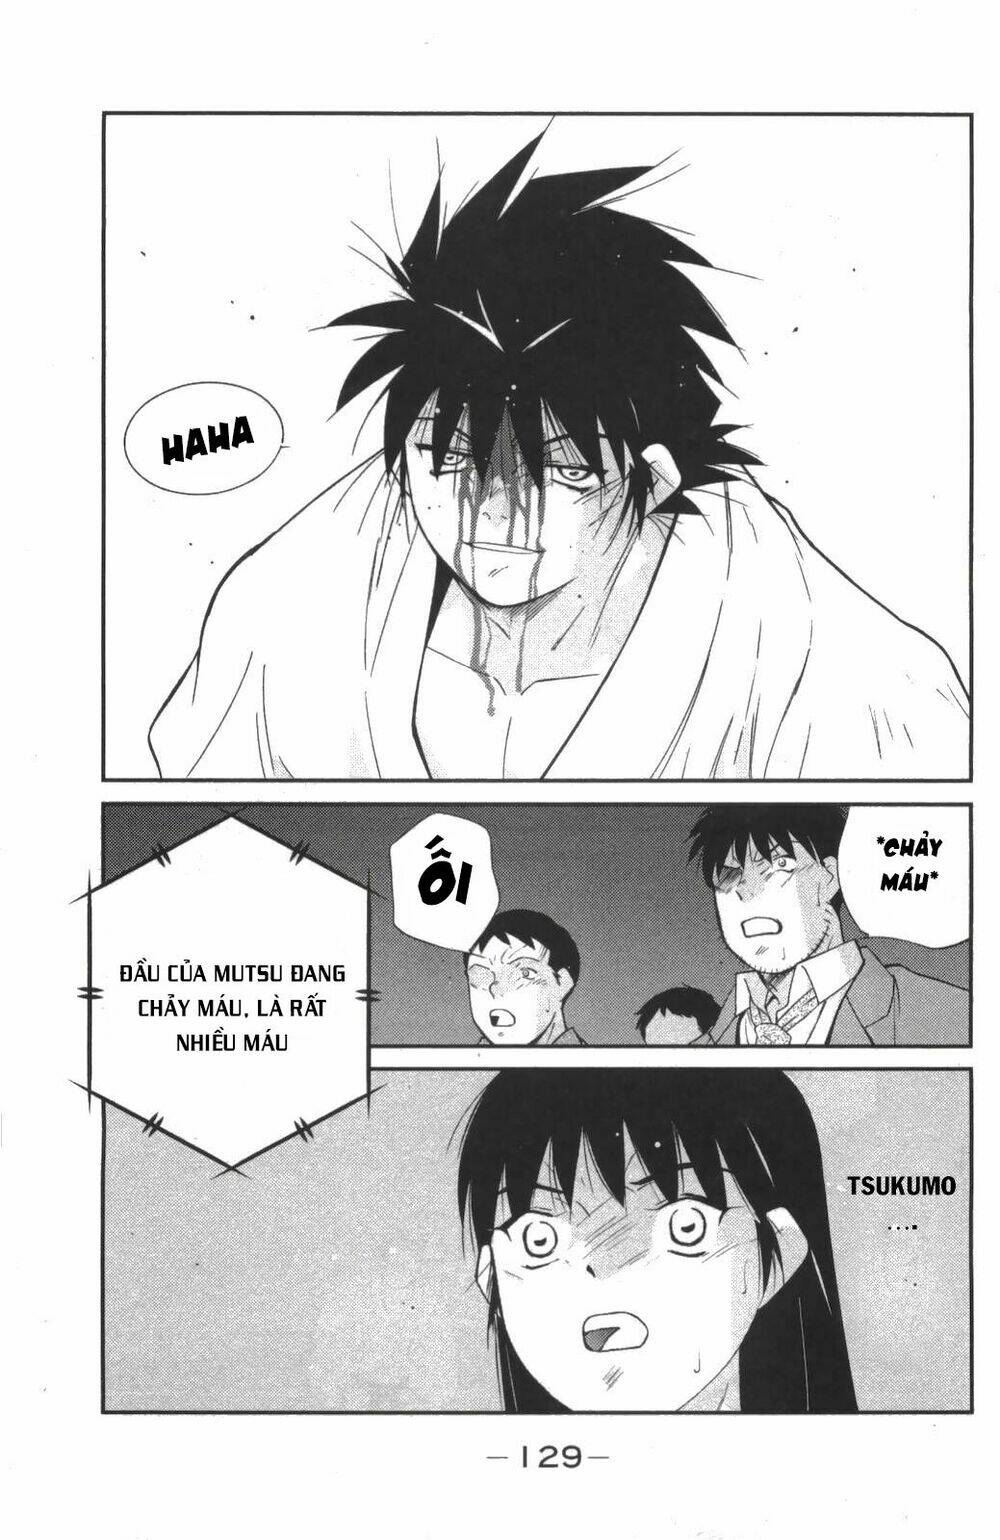 HAHA
*CHẢY
MÁU*
ỐI
ĐẦU CỦA MUTSU ĐANG
CHẢY MÁU, LÀ RẤT
NHIỀU MÁU
TSUKUMO
....
-129-